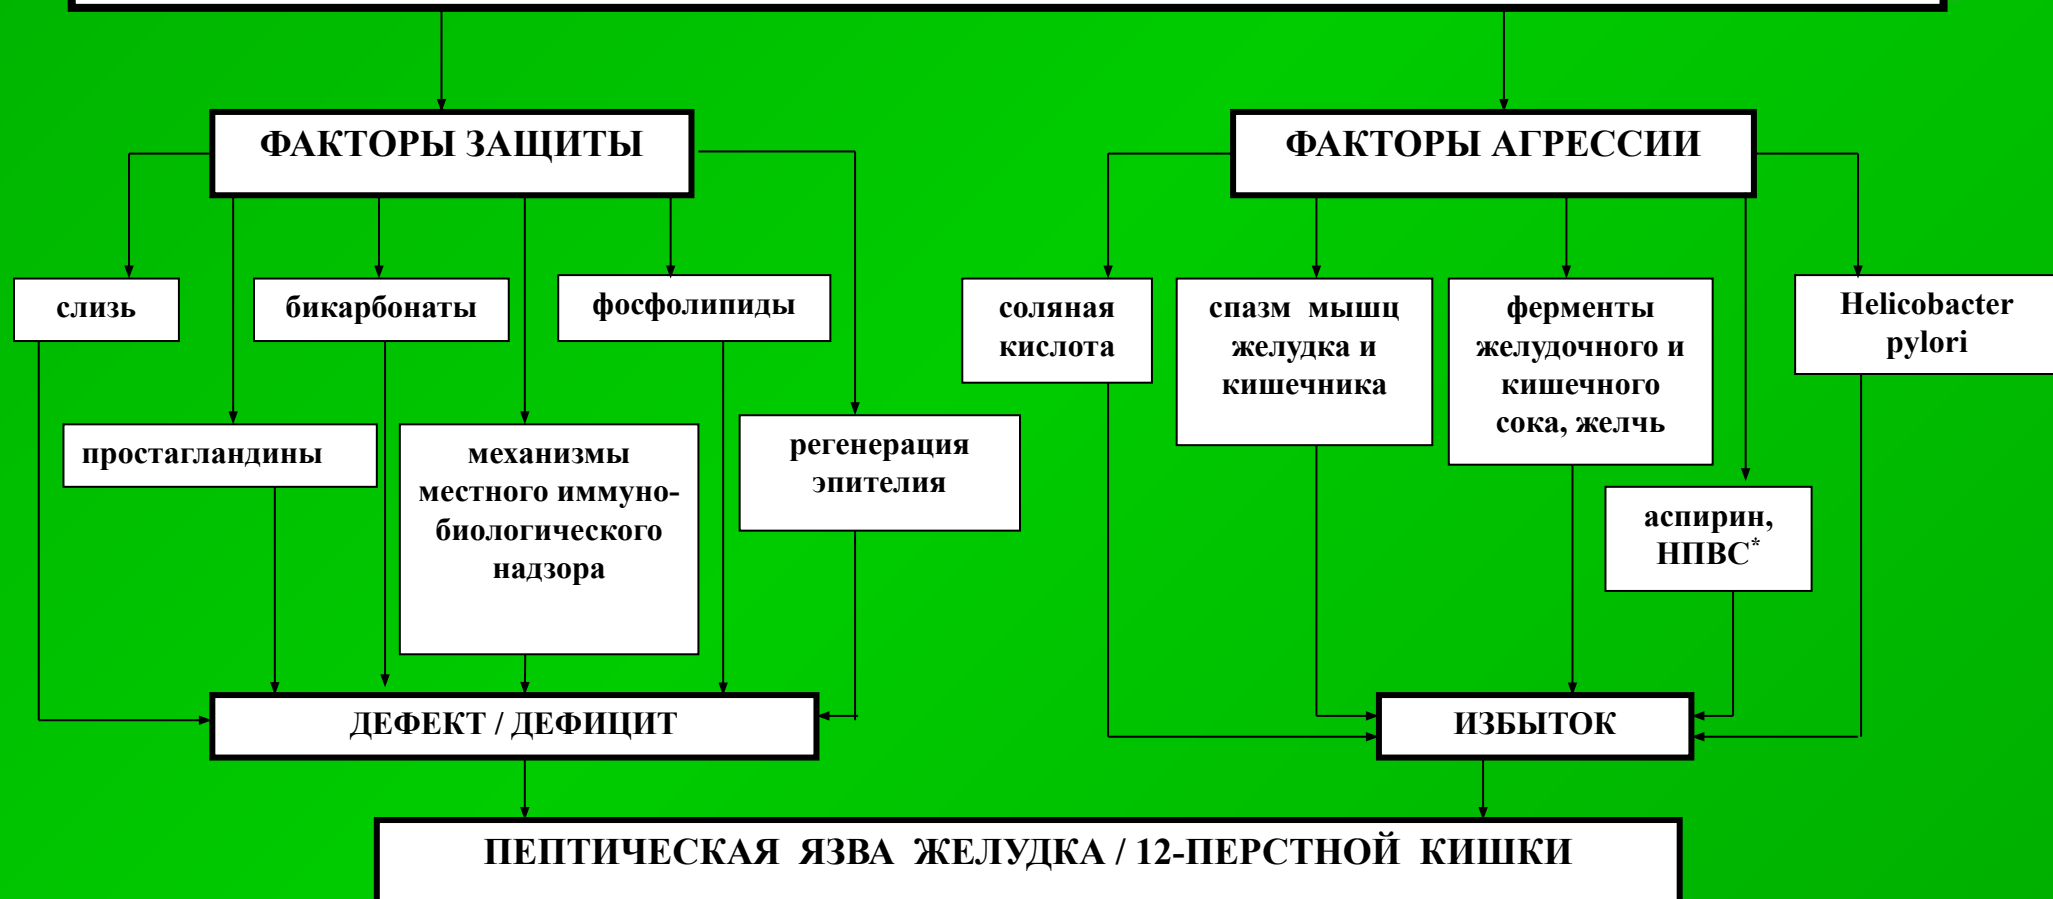 ФАКТОРЫ ЗАЩИТЫ
ФАКТОРЫ АГРЕССИИ
слизь
бикарбонаты
фосфолипиды
соляная
кислота
спазм мышц
желудка и
кишечника
ферменты
желудочного и
кишечного
сока, желчь
Helicobacter
pylori
простагландины
механизмы
местного иммуно-
биологического
надзора
регенерация
эпителия
аспирин,
НПВС*
ДЕФЕКТ / ДЕФИЦИТ
ИЗБЫТОК
ПЕПТИЧЕСКАЯ ЯЗВА ЖЕЛУДКА / 12-ПЕРСТНОЙ КИШКИ